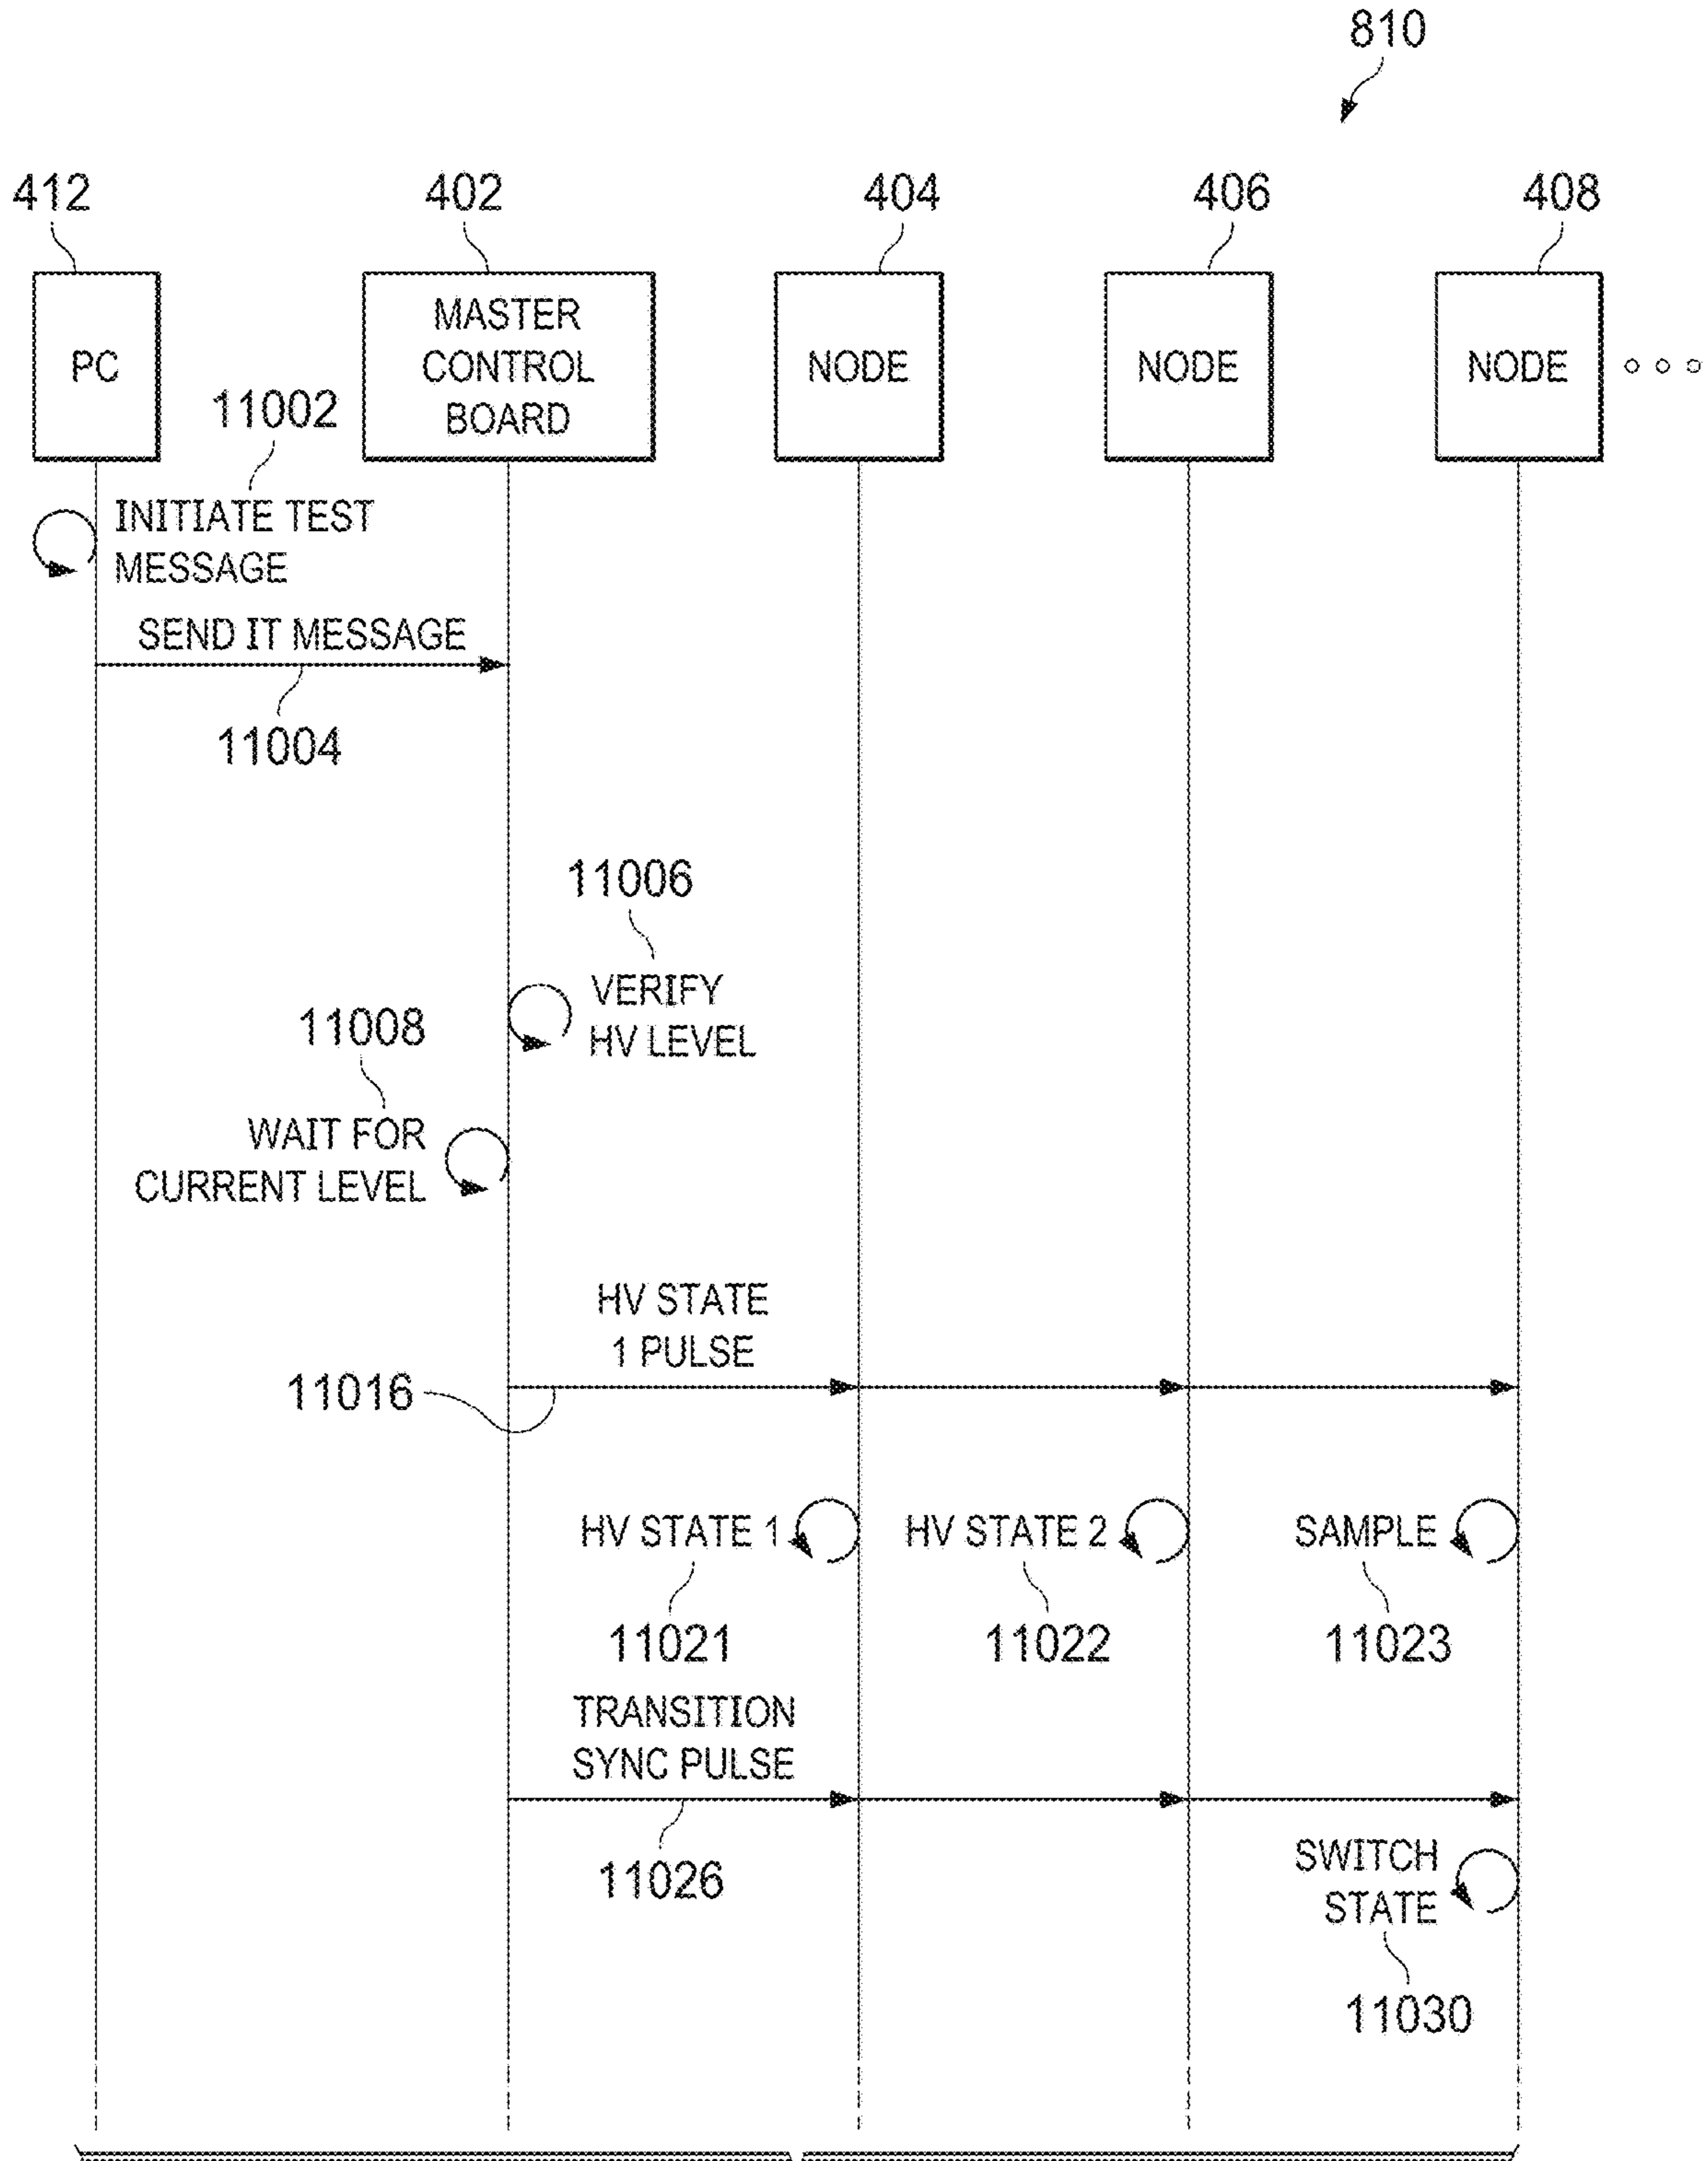 810
412
402
404
406
408
PC
MASTER
CONTROL
BOARD
NODE
NODE
NODE
11002
INITIATE TEST
MESSAGE
SEND IT MESSAGE
11004
11006
VERIFY
HV LEVEL
11008
WAIT FOR
CURRENT LEVEL
HV STATE
1 PULSE
11016
HV STATE 1
HV STATE 2
SAMPLE
11021
11022
11023
TRANSITION
SYNC PULSE
11026
SWITCH
STATE
11030